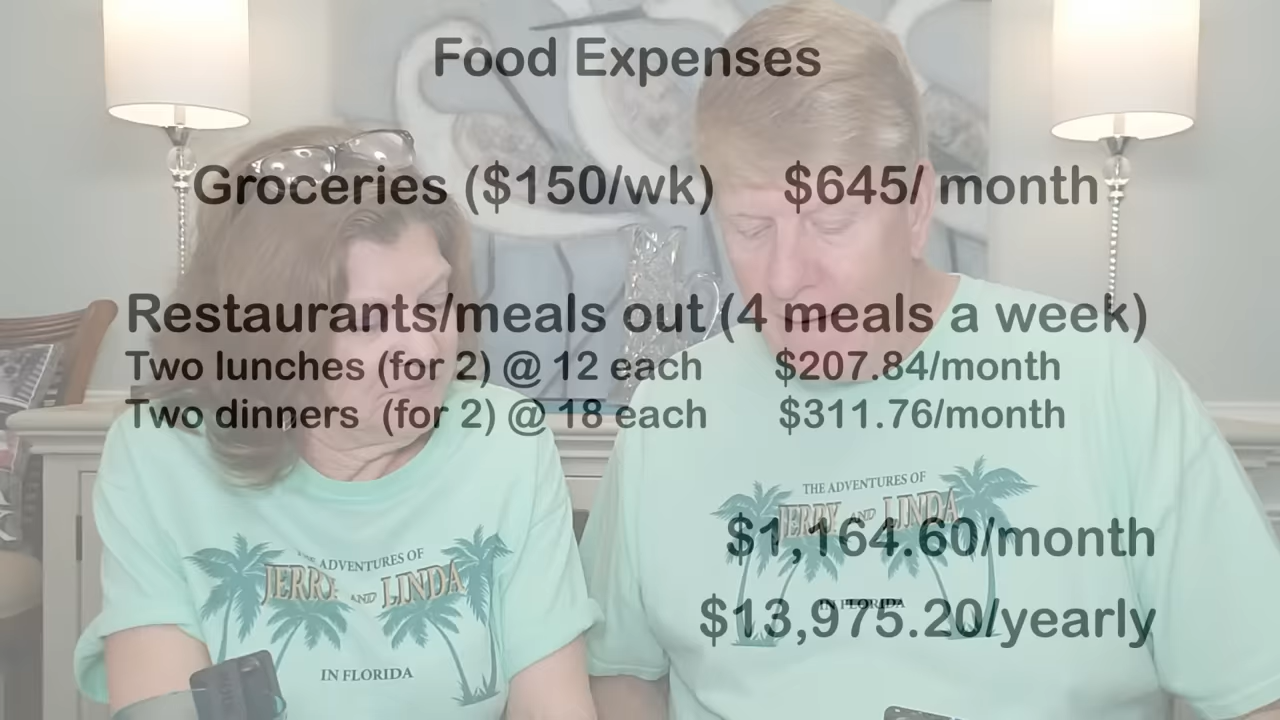 Food Expenses
Groceries ($150/wk) $645/ month
Restaurants/meals out (4 meals a week)
Two lunches (for 2) @ 12 each $207.84/month
Two dinners (for 2) @ 18 each $311.76/month
$1,164.60/month
$13,975.20/yearly
THE ADVENTURES OF
JERRY AND LINDA
IN FLORIDA
THE ADVENTURES OF
JERRY AND LINDA
IN FLORIDA